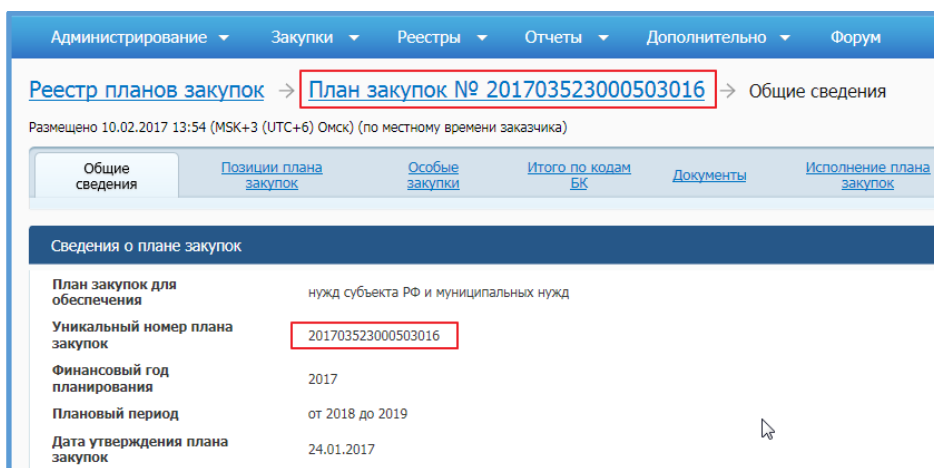 Администрирование Закупки Реестры Отчеты Дополнительно Форум
Реестр планов закупок → План закупок № 201703523000503016 → Общие сведения
Размещено 10.02.2017 13:54 (MSK+3 (UTC+6) Омск) (по местному времени заказчика)
Общие сведения
Позиции плана закупок
Особые закупки
Итого по кодам БК
Документы
Исполнение плана закупок
Сведения о плане закупок
План закупок для
обеспечения
нужд субъекта РФ и муниципальных нужд
Уникальный номер плана
закупок
201703523000503016
Финансовый год
планирования
2017
Плановый период
от 2018 до 2019
Дата утверждения плана
закупок
24.01.2017